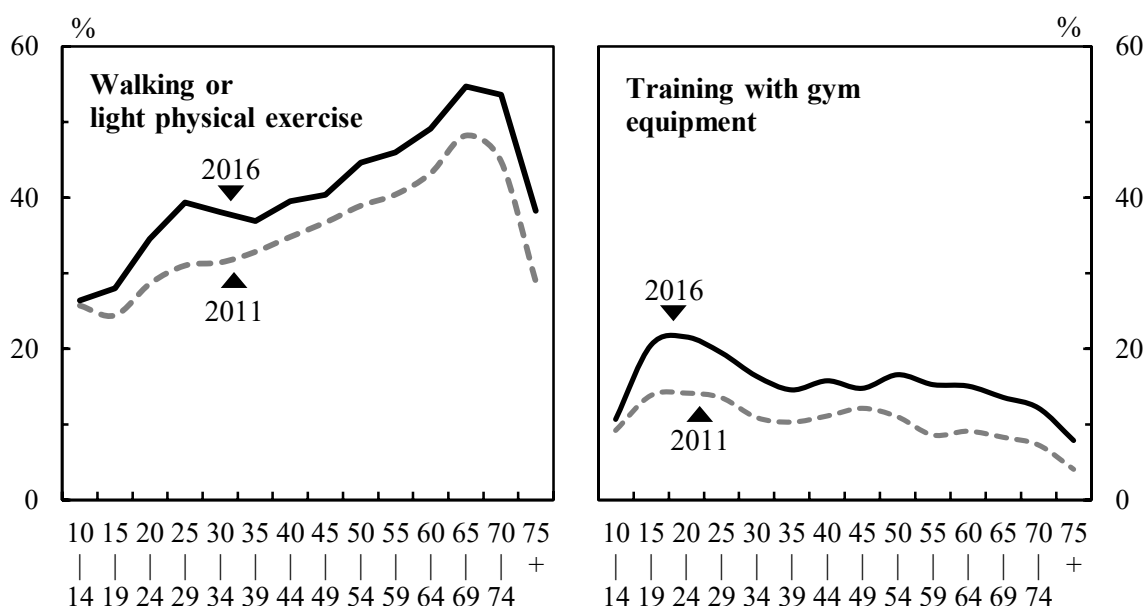 %
60
40
20
0
Walking or
light physical exercise
2016
2011
10 15 20 25 30 35 40 45 50 55 60 65 70 75
| | | | | | | | | | | | | +
14 19 24 29 34 39 44 49 54 59 64 69 74
%
60
40
20
0
Training with gym
equipment
2016
2011
10 15 20 25 30 35 40 45 50 55 60 65 70 75
| | | | | | | | | | | | | +
14 19 24 29 34 39 44 49 54 59 64 69 74